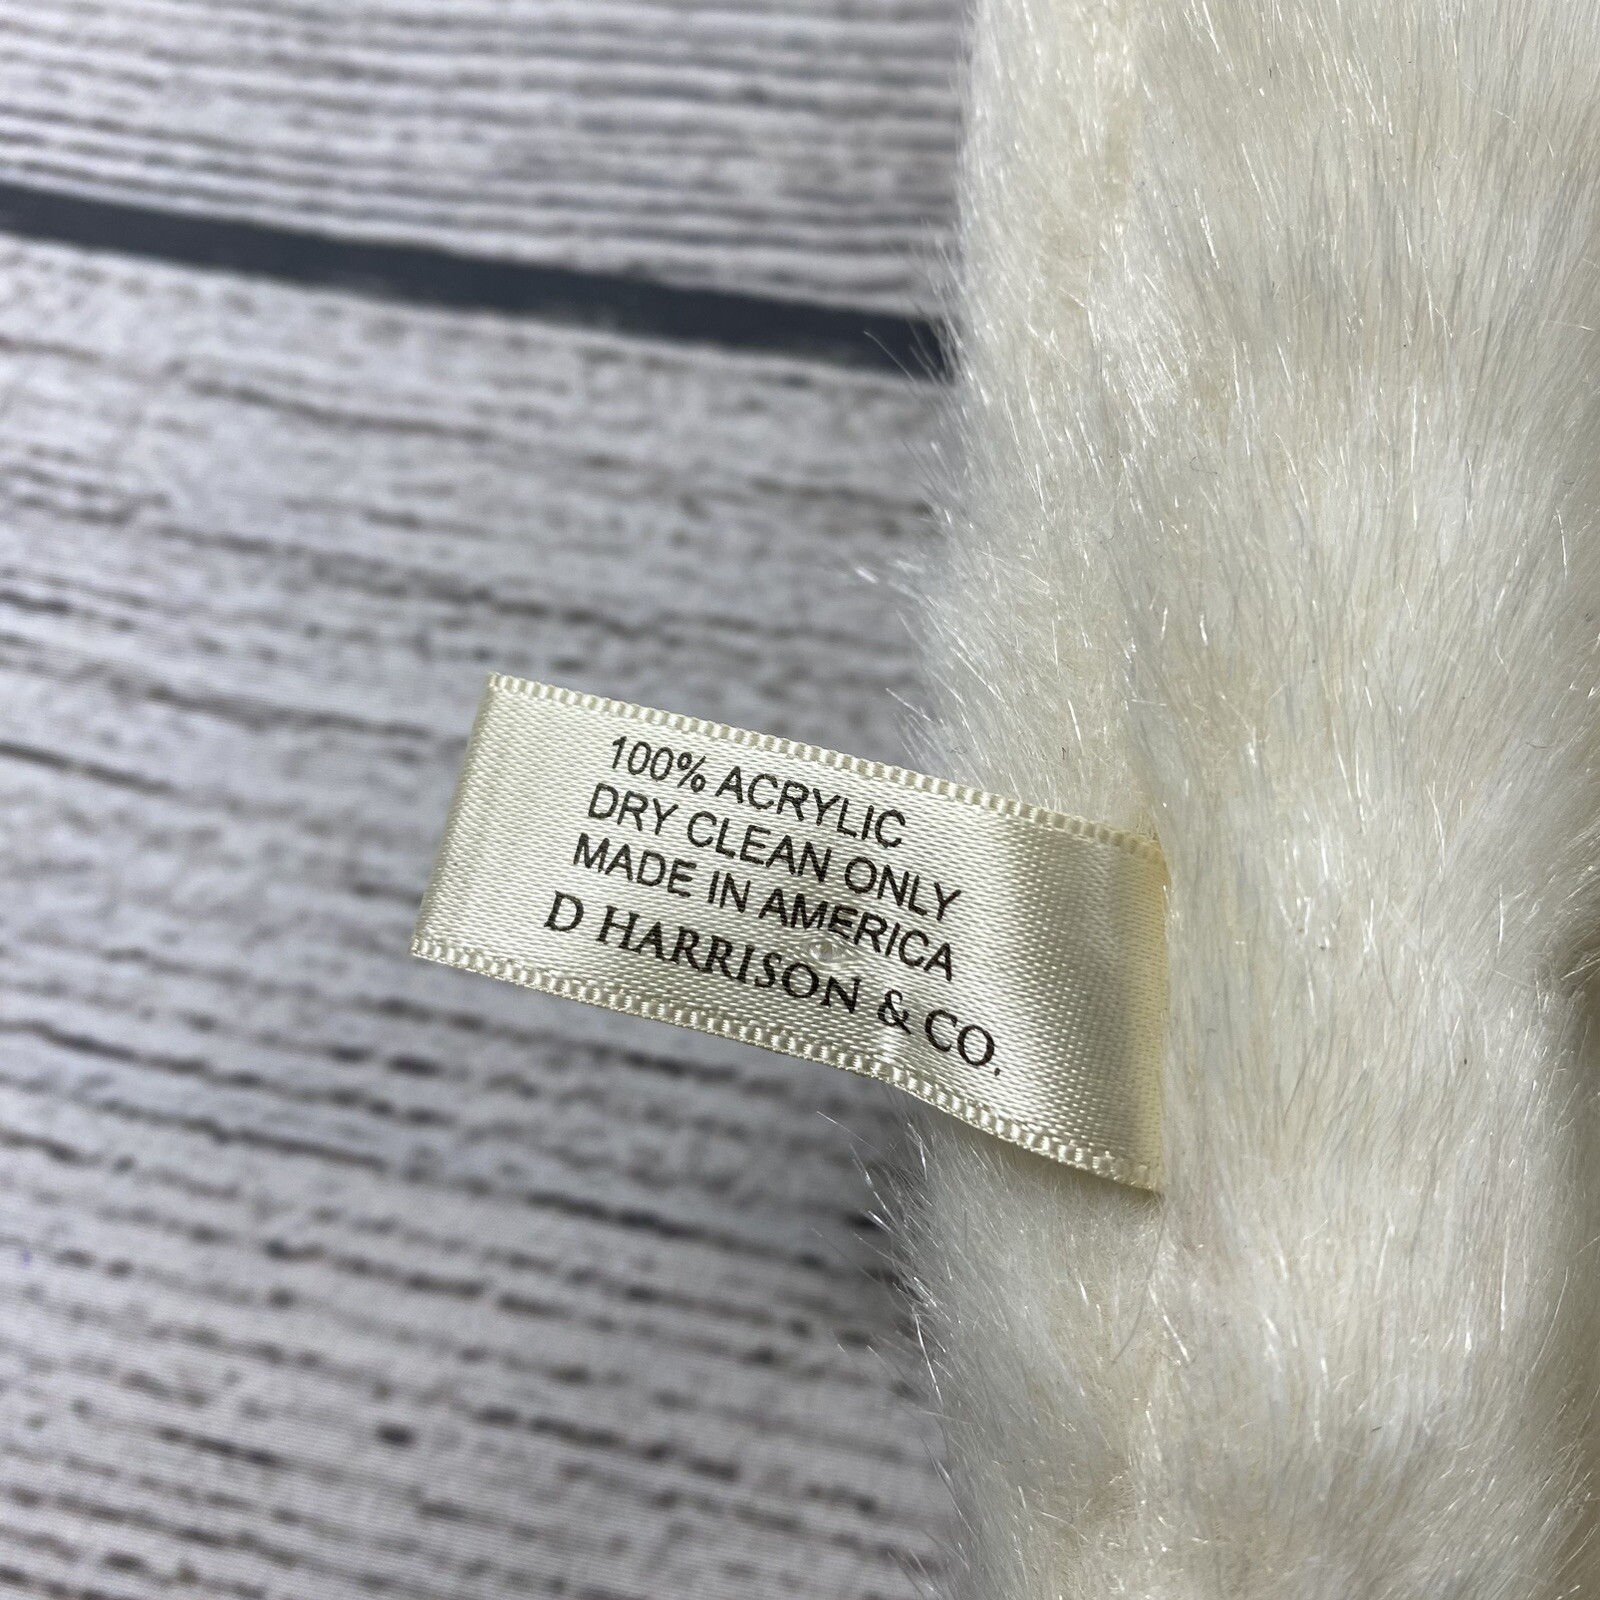 100% ACRYLIC
DRY CLEAN ONLY
MADE IN AMERICA
D HARRISON & CO.